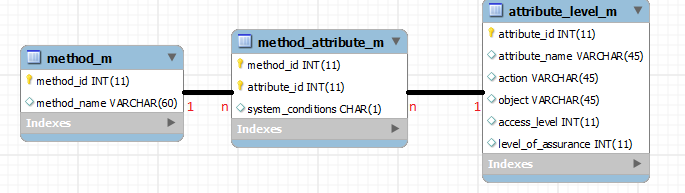 method_m
method_id INT(11)
method_name VARCHAR(60)
Indexes
1
n
method_attribute_m
method_id INT(11)
attribute_id INT(11)
system_conditions CHAR(1)
Indexes
n
1
attribute_level_m
attribute_id INT(11)
attribute_name VARCHAR(45)
action VARCHAR(45)
object VARCHAR(45)
access_level INT(11)
level_of_assurance INT(11)
Indexes